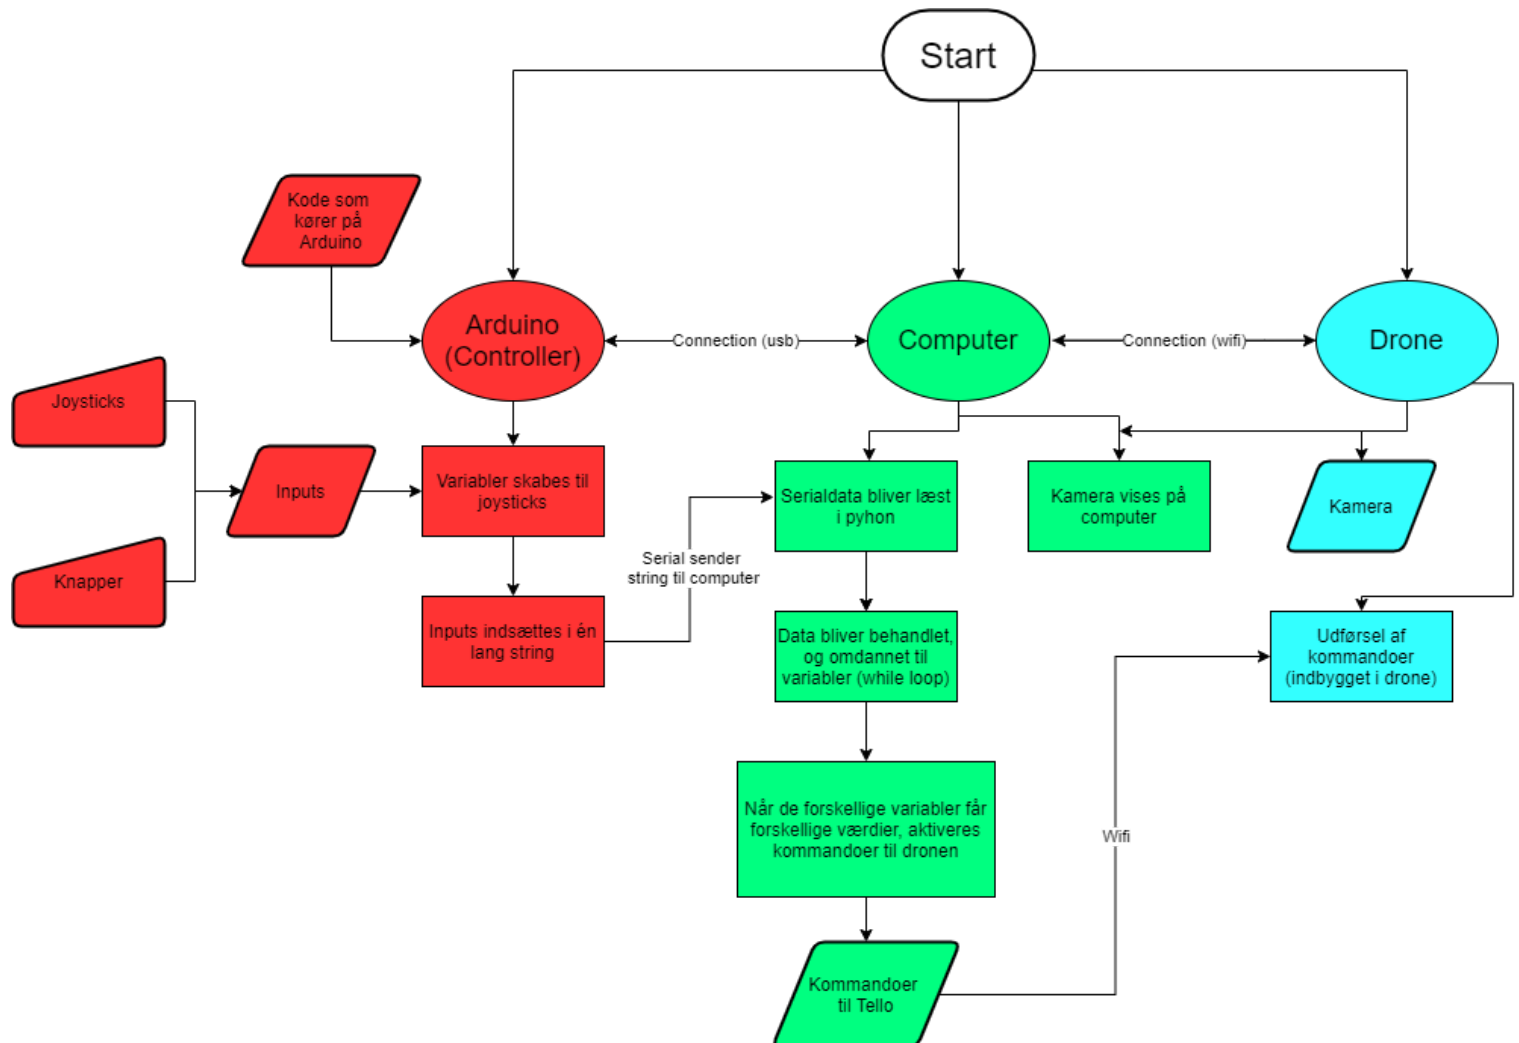 Start
Kode som
kører på
Arduino
Arduino
(Controller)
Connection (usb)
Computer
Connection (wifi)
Drone
Joysticks
Inputs
Knapper
Variabler skabes til
joysticks
Inputs indsættes i én
lang string
Serial sender
string til computer
Serialdata bliver læst
i pyhon
Kamera vises på
computer
Kamera
Data bliver behandlet,
og omdannet til
variabler (while loop)
Udførsel af
kommandoer
(indbygget i drone)
Når de forskellige variabler får
forskellige værdier, aktiveres
kommandoer til dronen
Wifi
Kommandoer
til Tello